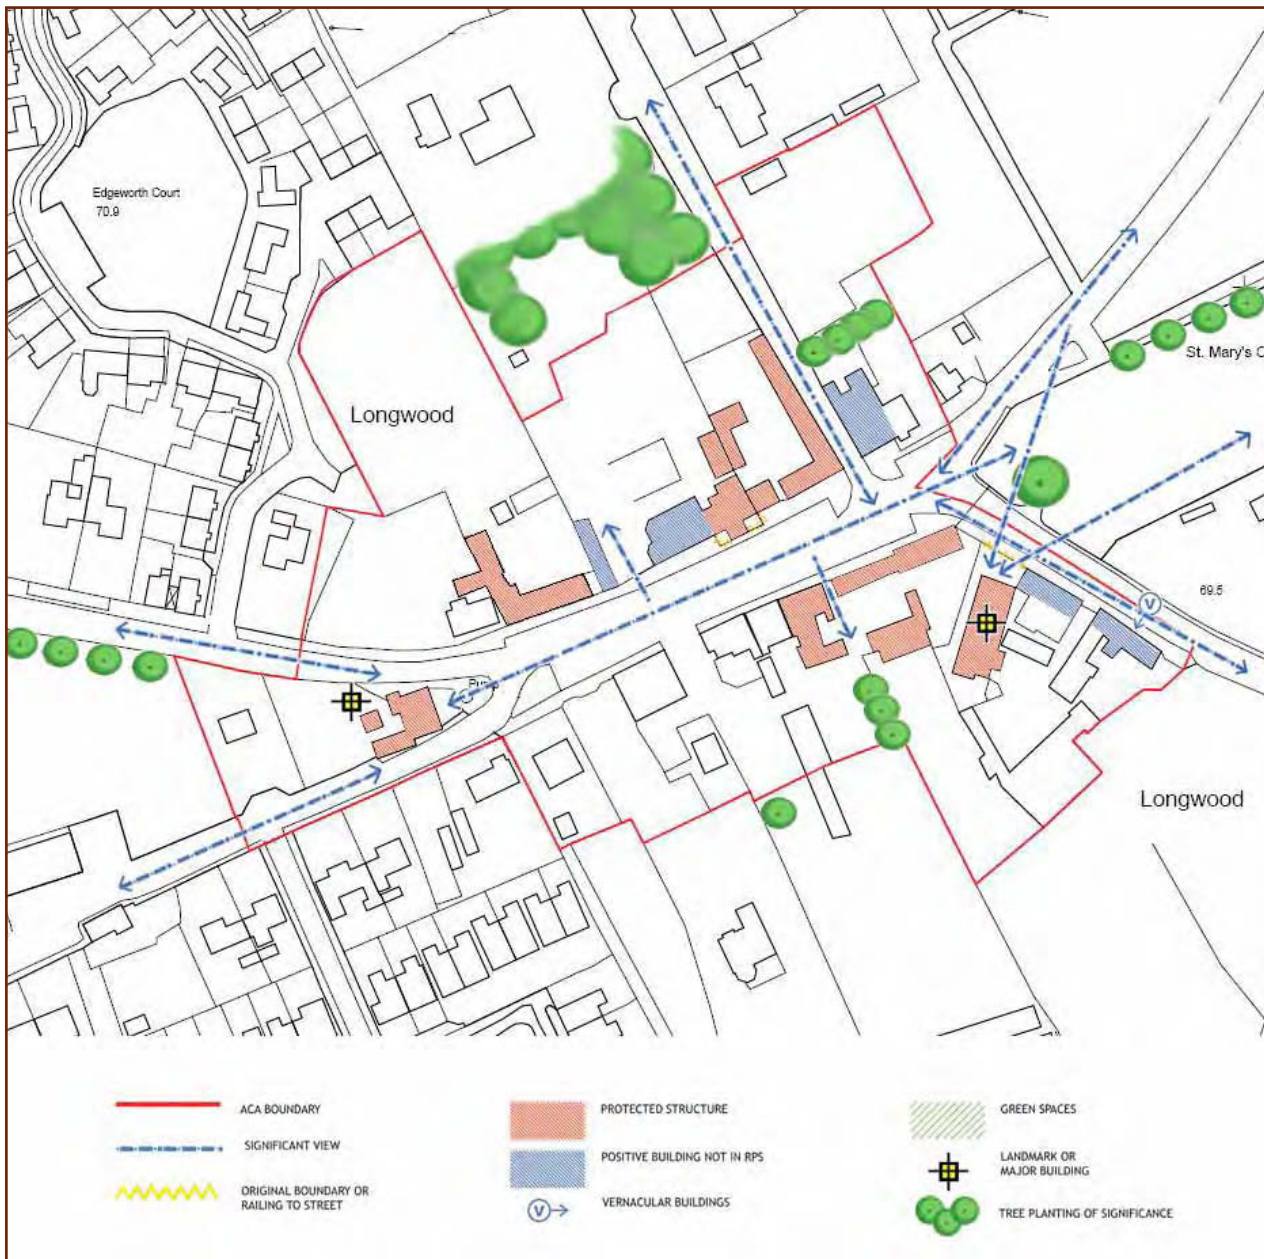 Edgeworth Court
70.9
Longwood
St. Mary's C
69.5
Longwood
ACA BOUNDARY
SIGNIFICANT VIEW
ORIGINAL BOUNDARY OR
RAILING TO STREET
PROTECTED STRUCTURE
POSITIVE BUILDING NOT IN RPS
V
VERNACULAR BUILDINGS
GREEN SPACES
LANDMARK OR
MAJOR BUILDING
TREE PLANTING OF SIGNIFICANCE
V